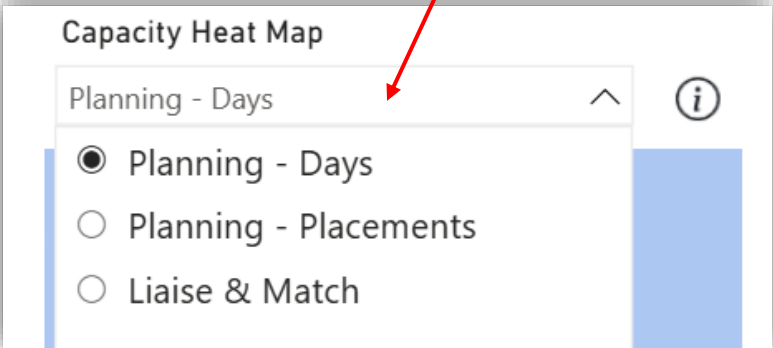 Capacity Heat Map
Planning - Days
i
Planning - Days
Planning - Placements
Liaise & Match